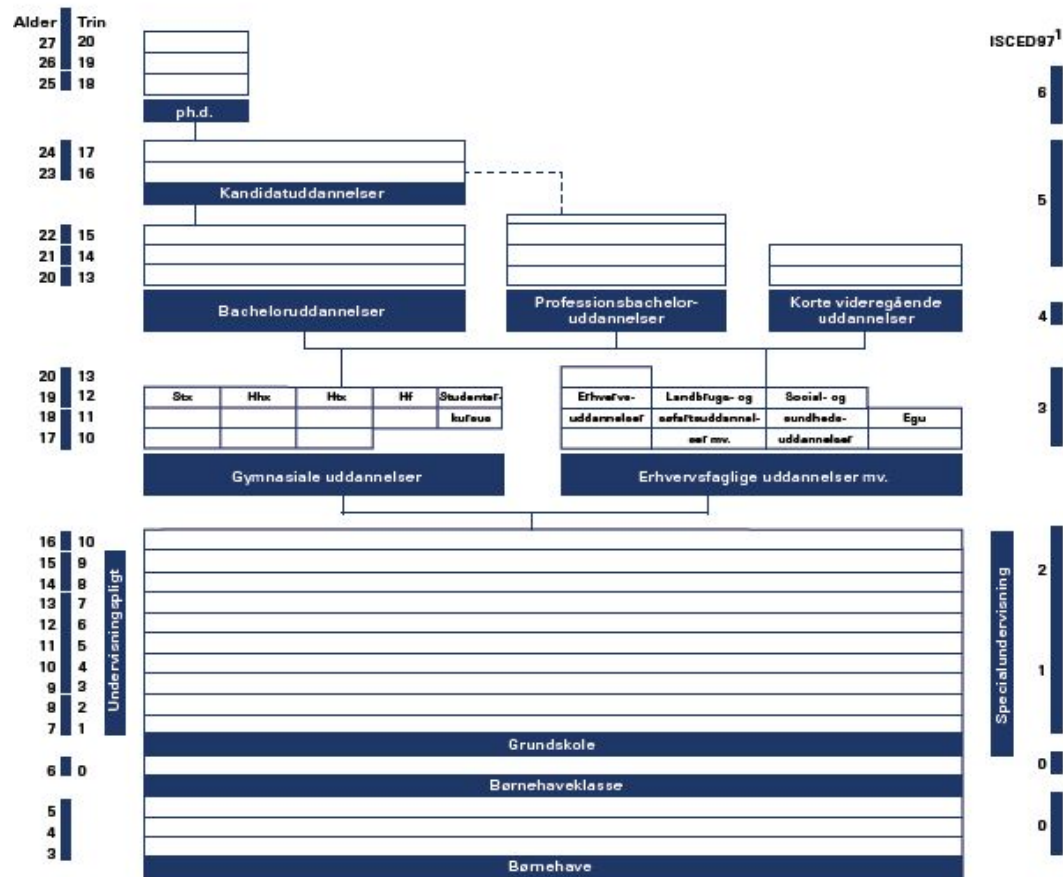 Alder Trin
ISCED97¹
27 20
26 19
25 18
6
ph.d.
24 17
23 16
Kandidatuddannelser
5
22 15
21 14
20 13
Bacheloruddannelser
Professionsbachelor-
uddannelser
Korte videregående
uddannelser
4
20 13
19 12
18 11
17 10
Stx
Hhx
Htx
Hf
Studenter-
kursus
Erhvervs-
uddannelser
Landbrugs- og
søfartsuddannel-
ser mv.
Social- og
sundheds-
uddannelser
Egu
3
Gymnasiale uddannelser
Erhvervsfaglige uddannelser mv.
16 10
15 9
14 8
13 7
12 6
11 5
10 4
9 3
8 2
7 1
Undervisningspligt
Specialundervisning
2
1
Grundskole
6 0
0
Børnehaveklasse
5
4
3
0
Børnehave